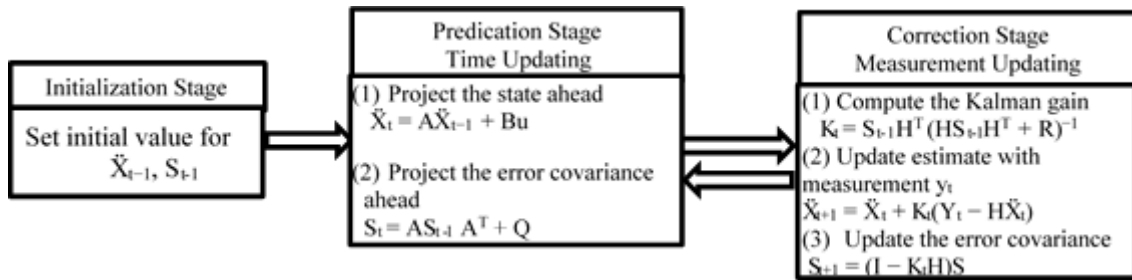 Initialization Stage
Set initial value for
Ẍₜ₋₁, Sₜ₋₁
Predication Stage
Time Updating
(1) Project the state ahead
Ẍₜ = AẌₜ₋₁ + Bu
(2) Project the error covariance
ahead
Sₜ = ASₜ₋₁ Aᵀ + Q
Correction Stage
Measurement Updating
(1) Compute the Kalman gain
Kₜ = Sₜ₋₁Hᵀ (HSₜ₋₁Hᵀ + R)⁻¹
(2) Update estimate with
measurement yₜ
Ẍₜ₊₁ = Ẍₜ + Kₜ(Yₜ − HẌₜ)
(3) Update the error covariance
Sₜ₊₁ = (I − KₜH)S